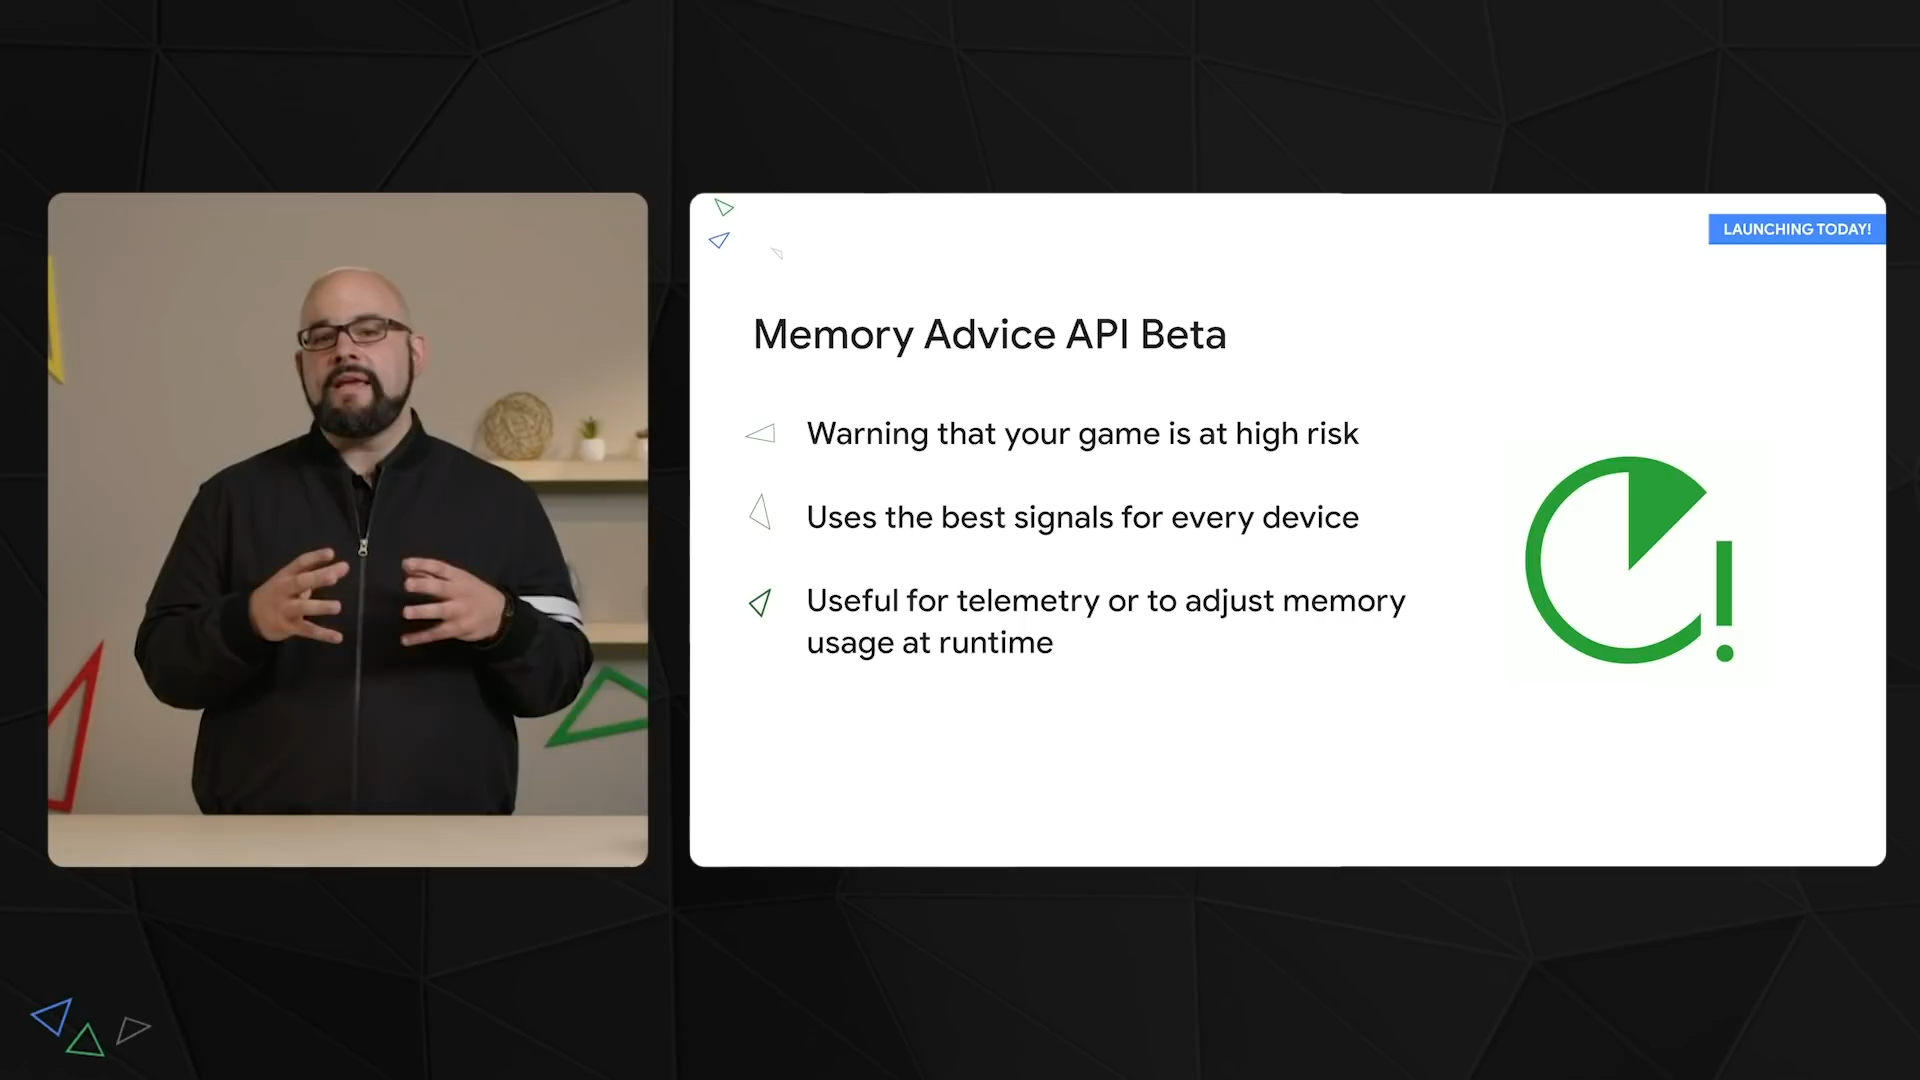 LAUNCHING TODAY!
Memory Advice API Beta
Warning that your game is at high risk
Uses the best signals for every device
Useful for telemetry or to adjust memory
usage at runtime